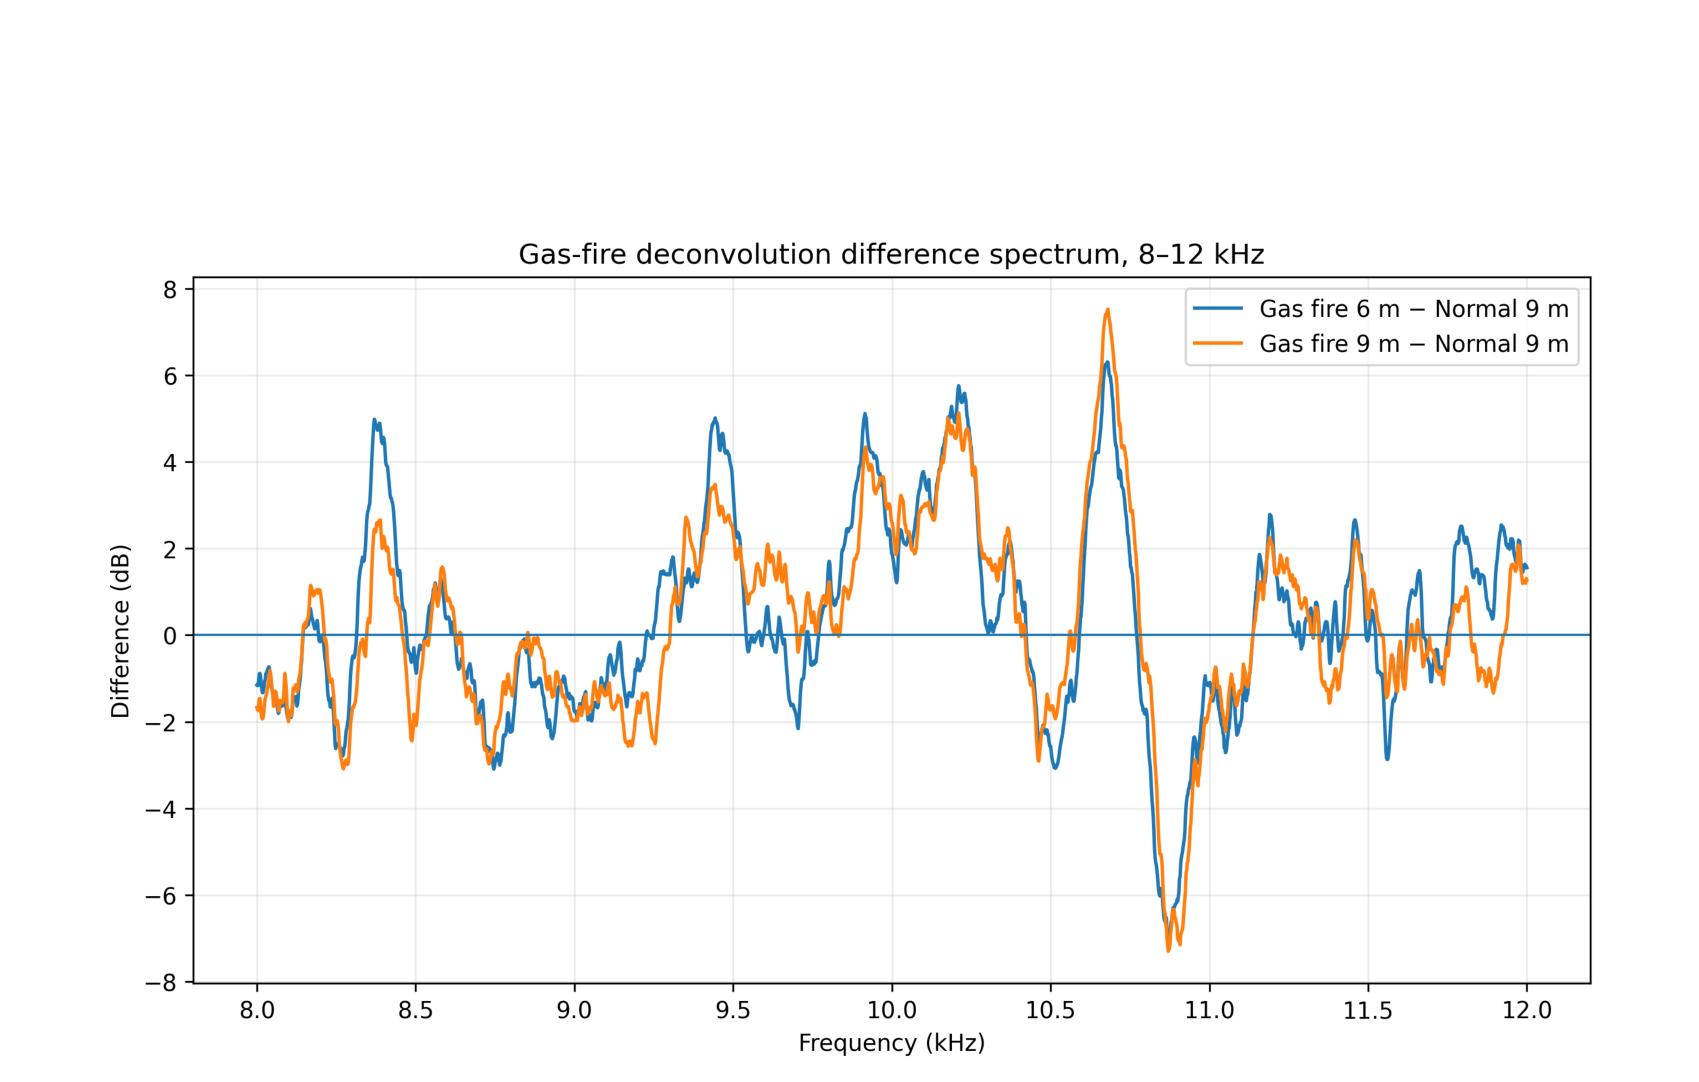 Gas-fire deconvolution difference spectrum, 8–12 kHz
Gas fire 6 m − Normal 9 m
Gas fire 9 m − Normal 9 m
Difference (dB)
8
6
4
2
0
−2
−4
−6
−8
8.0 8.5 9.0 9.5 10.0 10.5 11.0 11.5 12.0
Frequency (kHz)